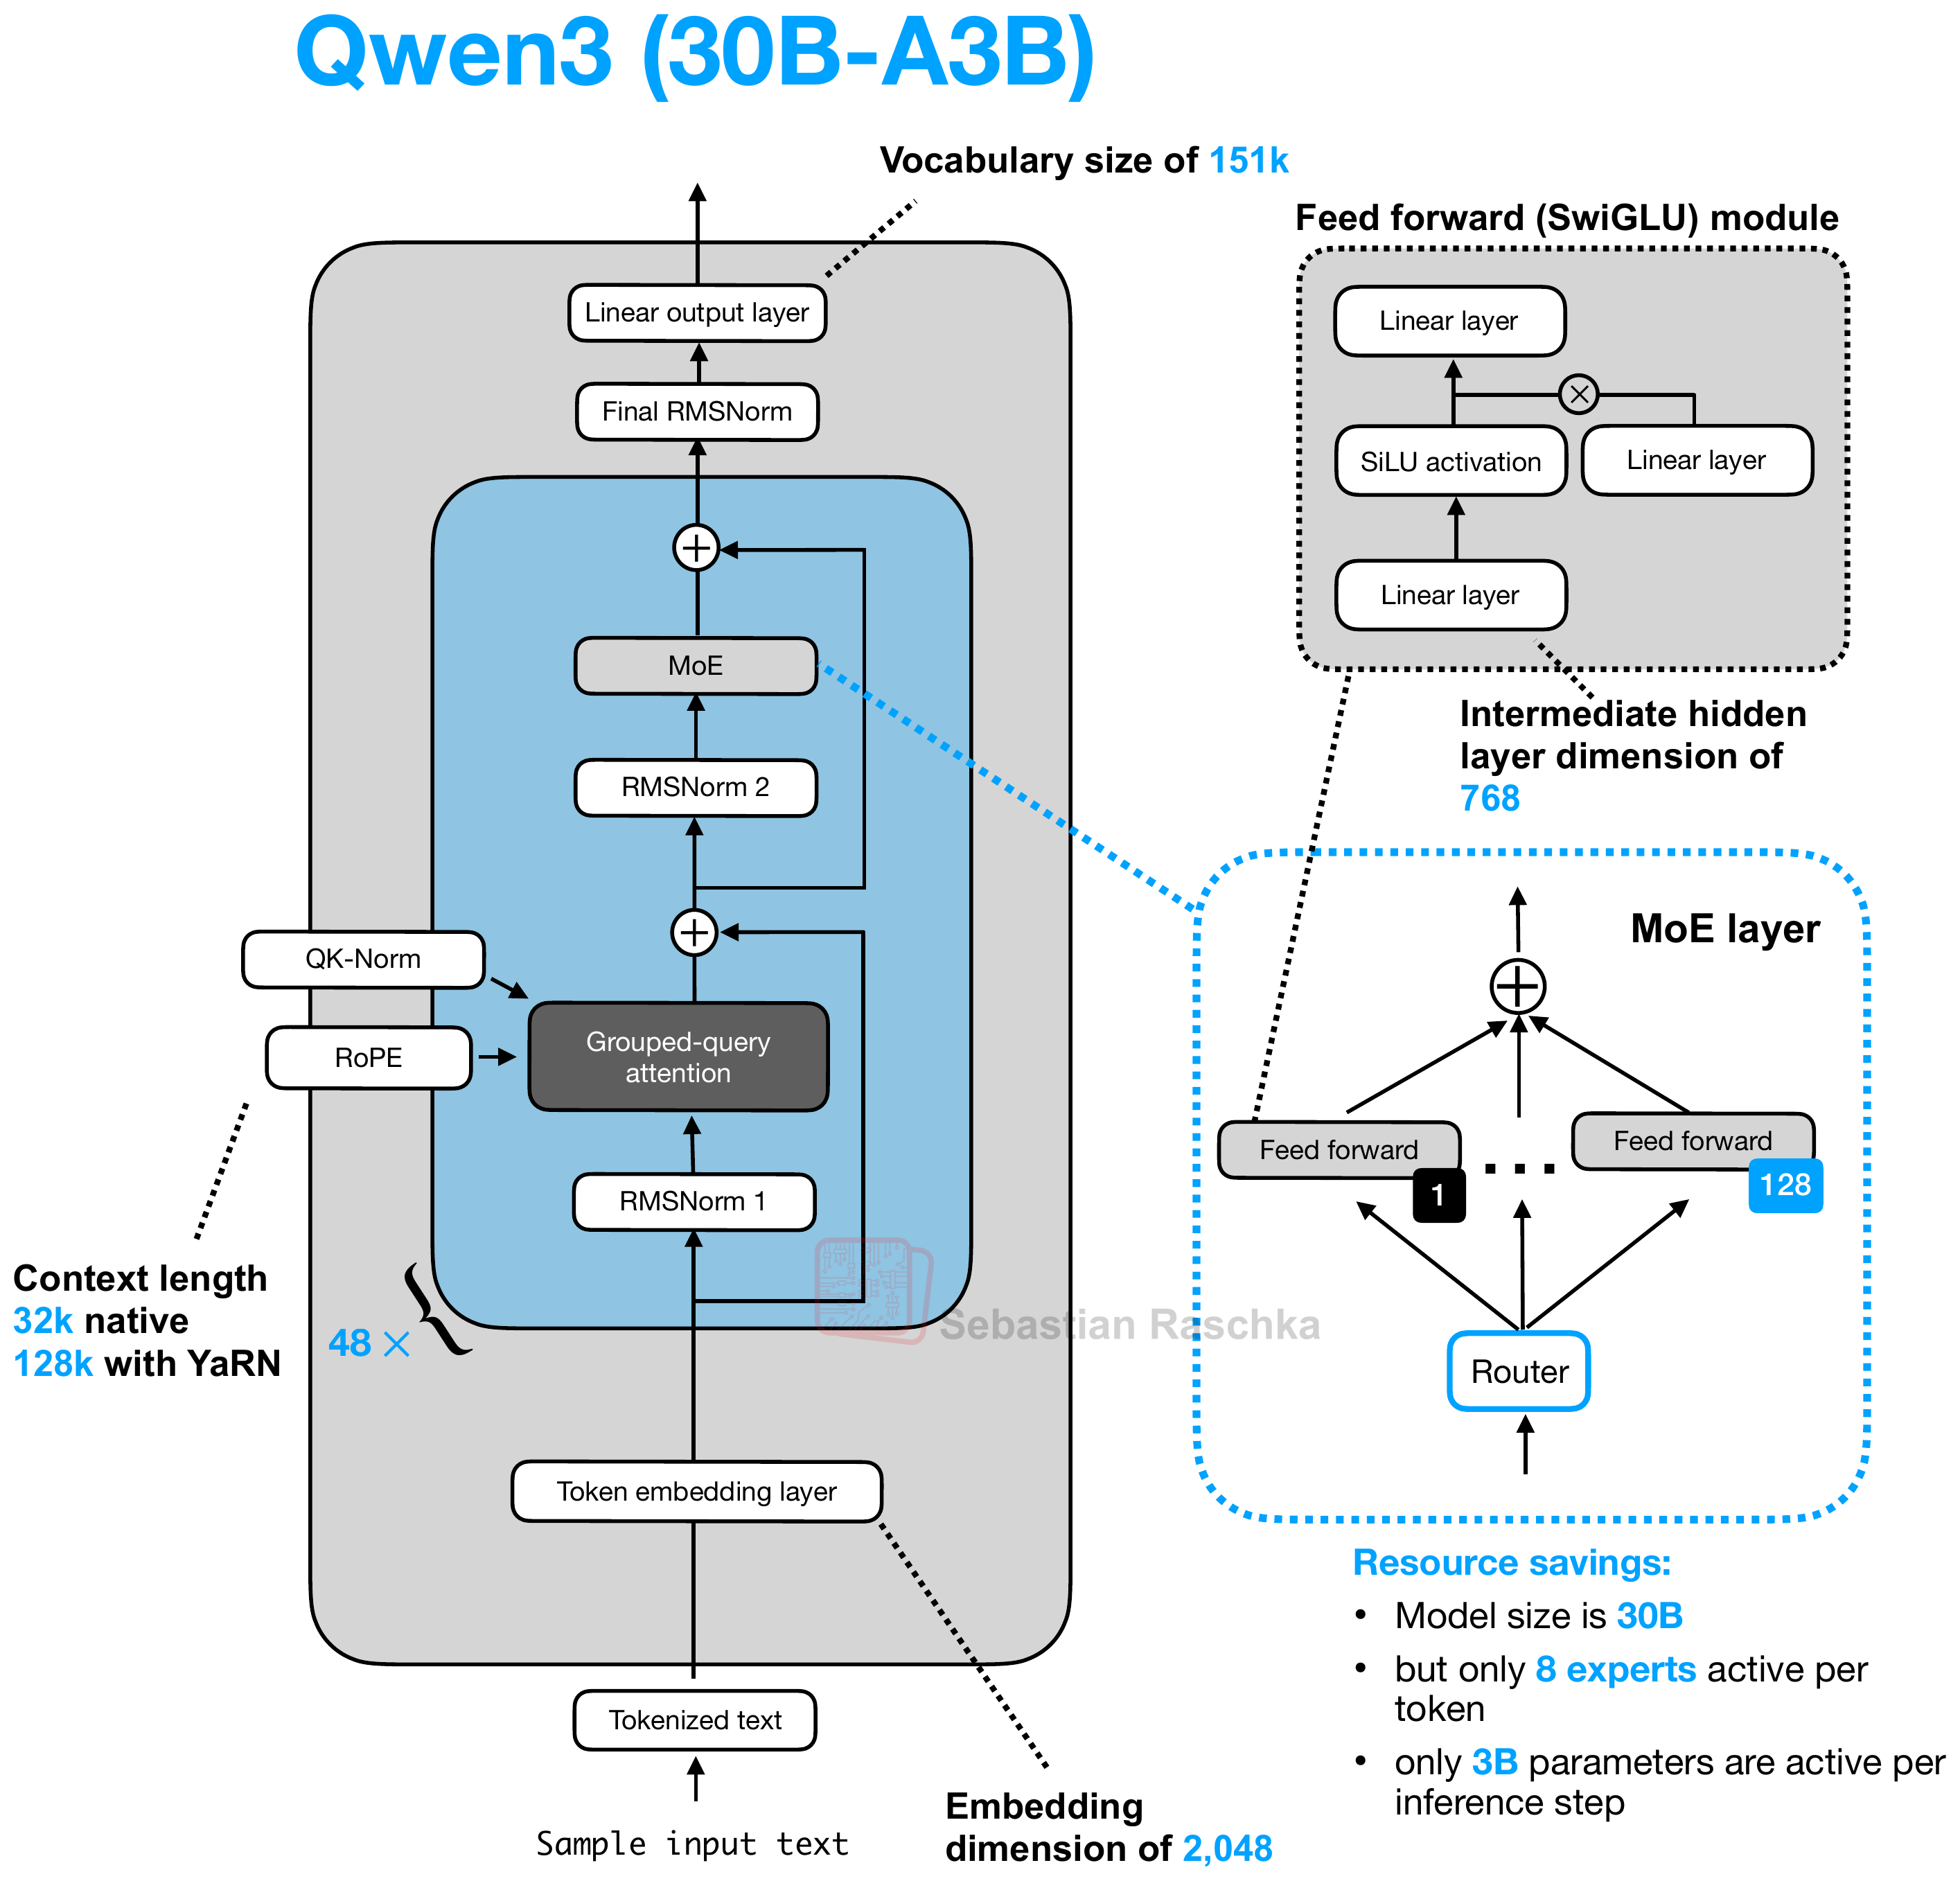 Qwen3 (30B-A3B)
Vocabulary size of 151k
Linear output layer
Final RMSNorm
MoE
RMSNorm 2
QK-Norm
RoPE
Grouped-query
attention
RMSNorm 1
Context length
32k native
128k with YaRN
48 ×
Token embedding layer
Tokenized text
Sample input text
Embedding
dimension of 2,048
Sebastian Raschka
Feed forward (SwiGLU) module
Linear layer
SiLU activation
Linear layer
Linear layer
Intermediate hidden
layer dimension of
768
MoE layer
Feed forward
1
. . .
Feed forward
128
Router
Resource savings:
• Model size is 30B
• but only 8 experts active per
token
• only 3B parameters are active per
inference step